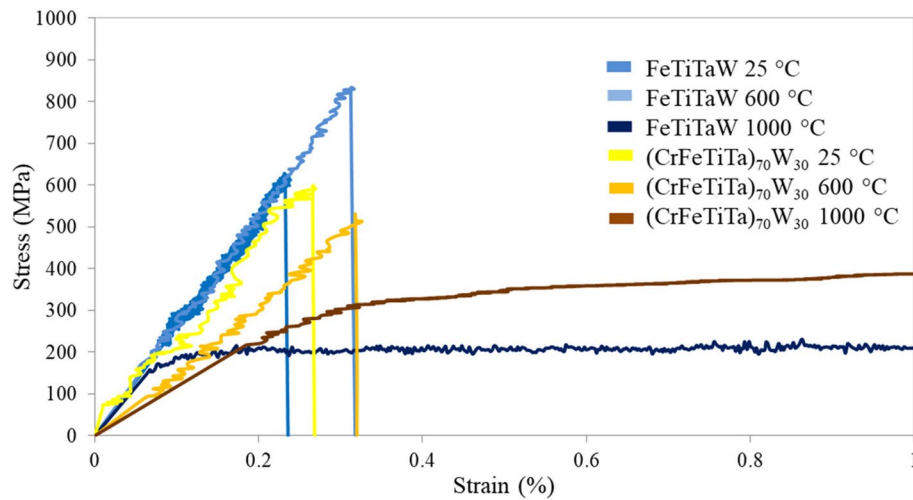 1000
900
800
700
600
500
400
300
200
100
0
Stress (MPa)
FeTiTaW 25 °C
FeTiTaW 600 °C
FeTiTaW 1000 °C
(CrFeTiTa)₇₀W₃₀ 25 °C
(CrFeTiTa)₇₀W₃₀ 600 °C
(CrFeTiTa)₇₀W₃₀ 1000 °C
0 0.2 0.4 0.6 0.8 1
Strain (%)